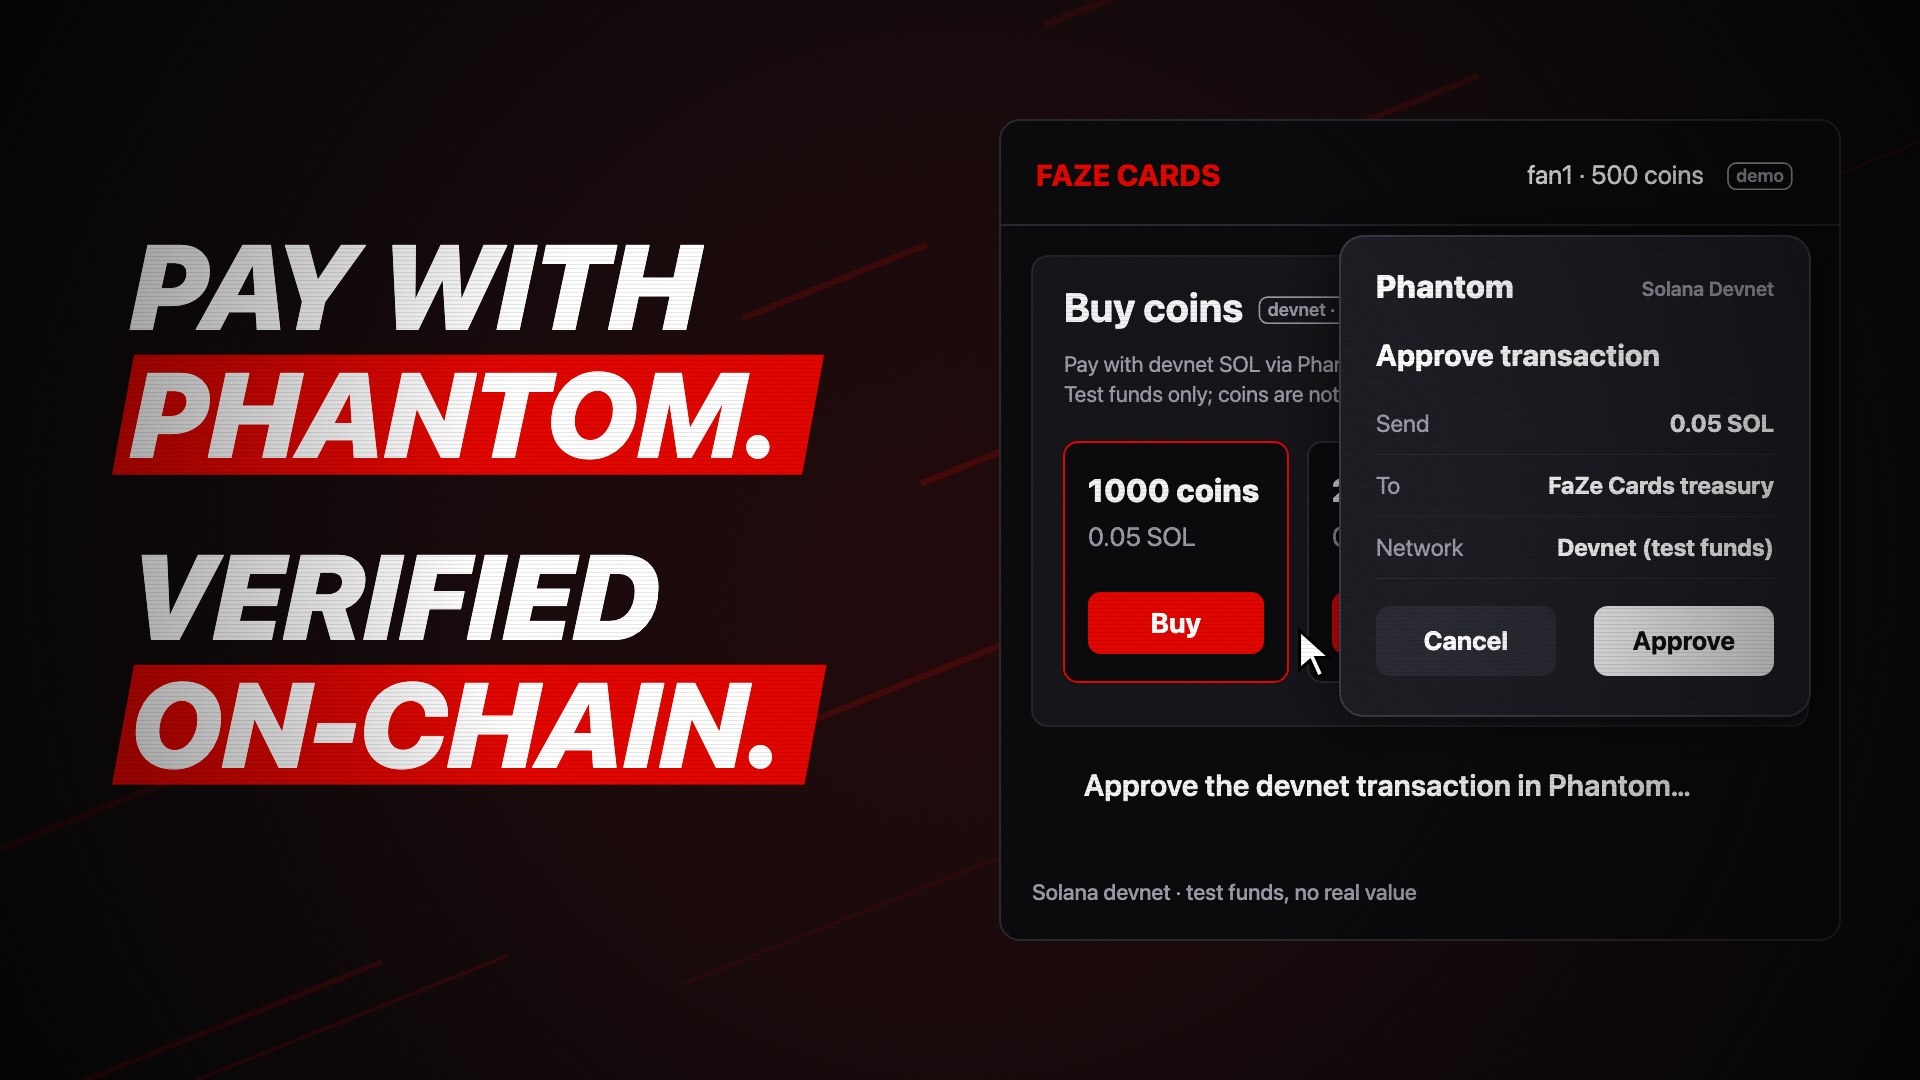 PAY WITH
PHANTOM.
VERIFIED
ON-CHAIN.
FAZE CARDS
fan1 · 500 coins
demo
Buy coins
devnet ·
Pay with devnet SOL via
Test funds only; coins are not
1000 coins
0.05 SOL
Buy
Phantom
Solana Devnet
Approve transaction
Send
0.05 SOL
To
FaZe Cards treasury
Network
Devnet (test funds)
Cancel
Approve
Approve the devnet transaction in Phantom...
Solana devnet · test funds, no real value